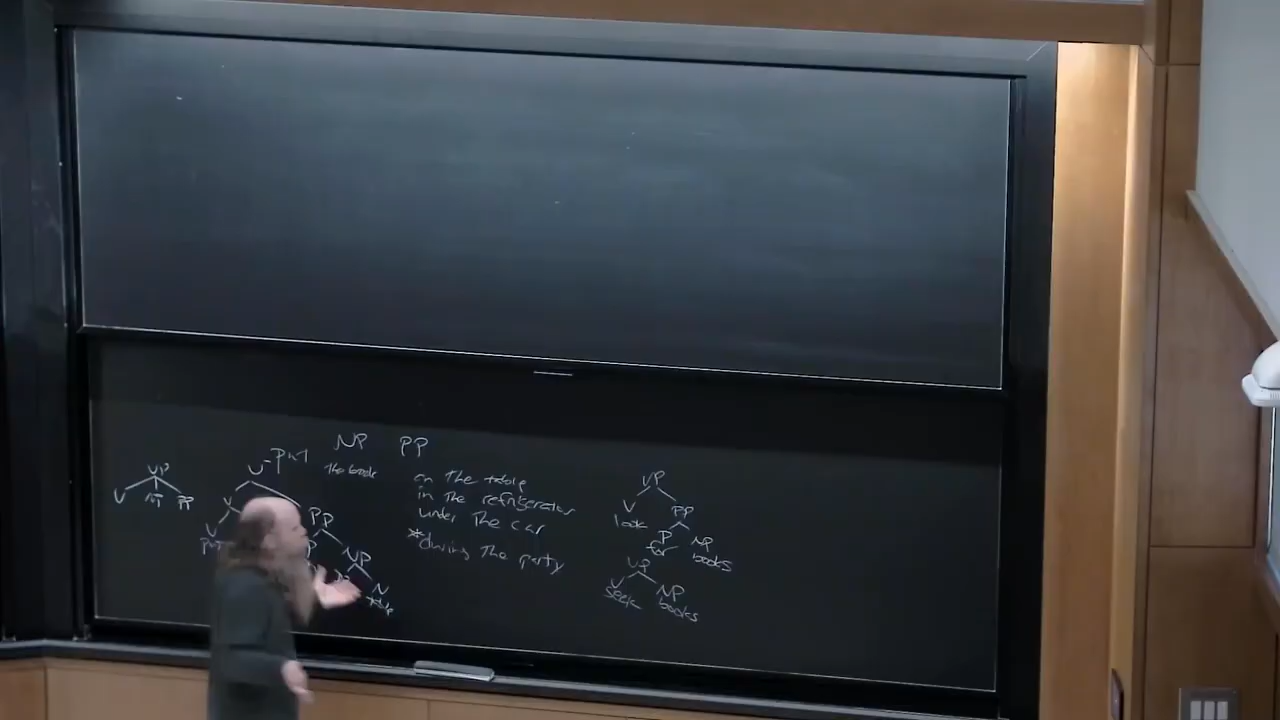 VP
V NP PP
V - put NP PP
the book
on the table
in the refrigerator
under the car
*during the party
V
V
PP
NP
N
VP
V PP
look
P NP
for books
VP
V NP
seek books